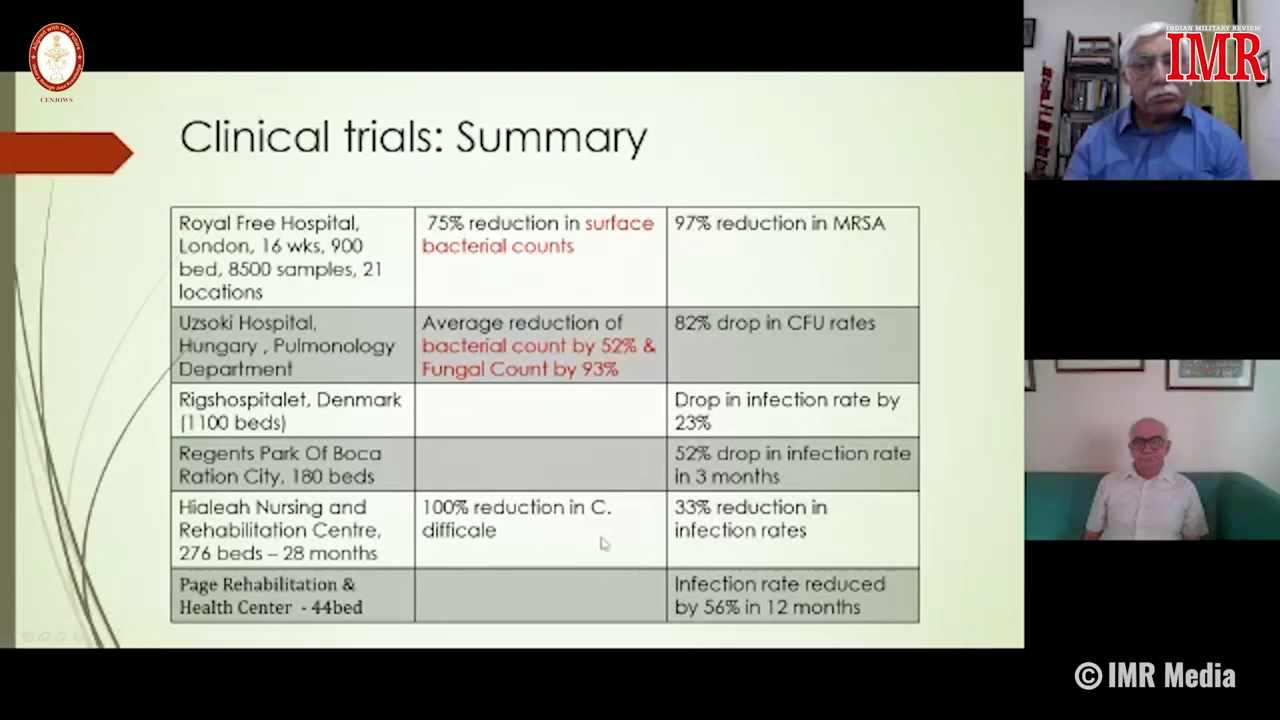 CENJOWS
INDIAN MILITARY REVIEW
IMR
Clinical trials: Summary
Royal Free Hospital,
London, 16 wks, 900
bed, 8500 samples, 21
locations
75% reduction in surface
bacterial counts
97% reduction in MRSA
Uzsoki Hospital,
Hungary , Pulmonology
Department
Average reduction of
bacterial count by 52% &
Fungal Count by 93%
82% drop in CFU rates
Rigshospitalet, Denmark
(1100 beds)
Drop in infection rate by
23%
Regents Park Of Boca
Ration City, 180 beds
52% drop in infection rate
in 3 months
Hialeah Nursing and
Rehabilitation Centre,
276 beds – 28 months
100% reduction in C.
difficale
33% reduction in
infection rates
Page Rehabilitation &
Health Center - 44bed
Infection rate reduced
by 56% in 12 months
© IMR Media